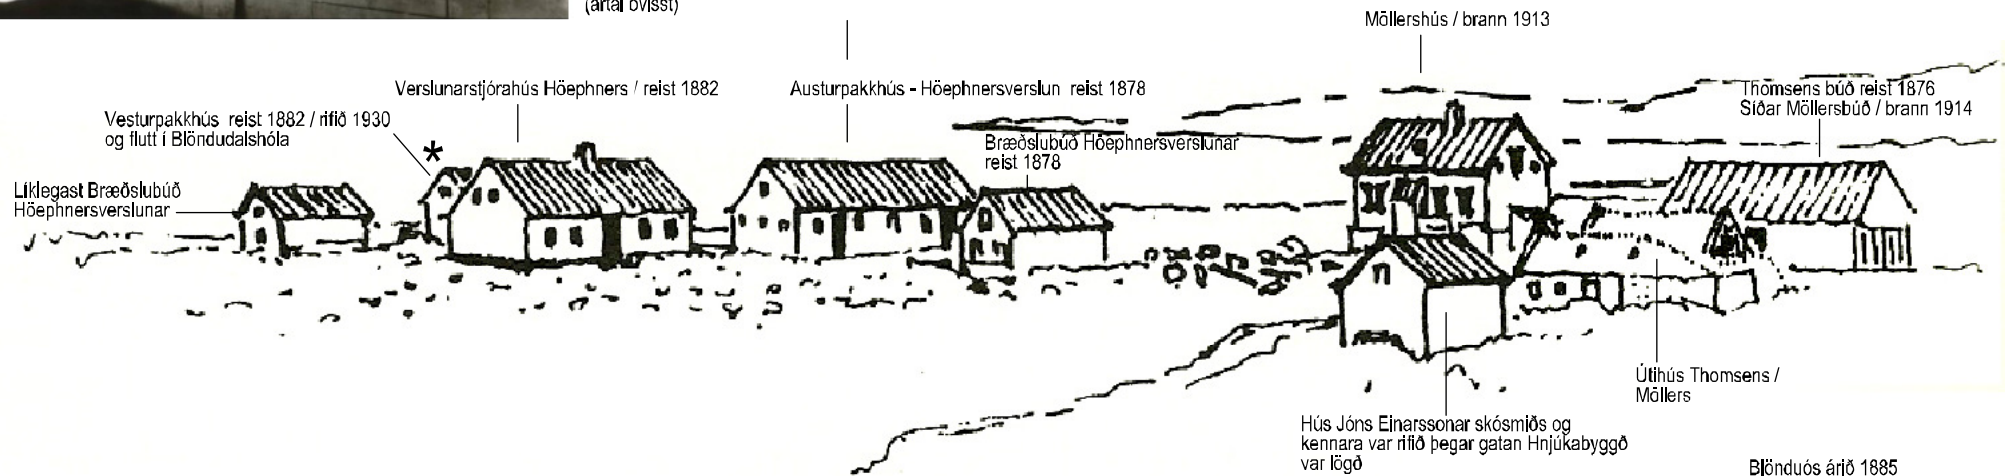 (ártal óvisst)
Möllershús / brann 1913
Verslunarstjórahús Höephners / reist 1882
Austurpakkhús - Höephnersverslun reist 1878
Thomsens búð reist 1876
Síðar Möllersbúð / brann 1914
Vesturpakkhús reist 1882 / rifið 1930
og flutt í Blöndudalshóla
*
Bræðslubúð Höephnersverslunar
reist 1878
Líklegast Bræðslubúð
Höephnersverslunar
Útihús Thomsens /
Möllers
Hús Jóns Einarssonar skósmiðs og
kennara var rifið þegar gatan Hnjúkabyggð
var lögð
Blönduós árið 1885